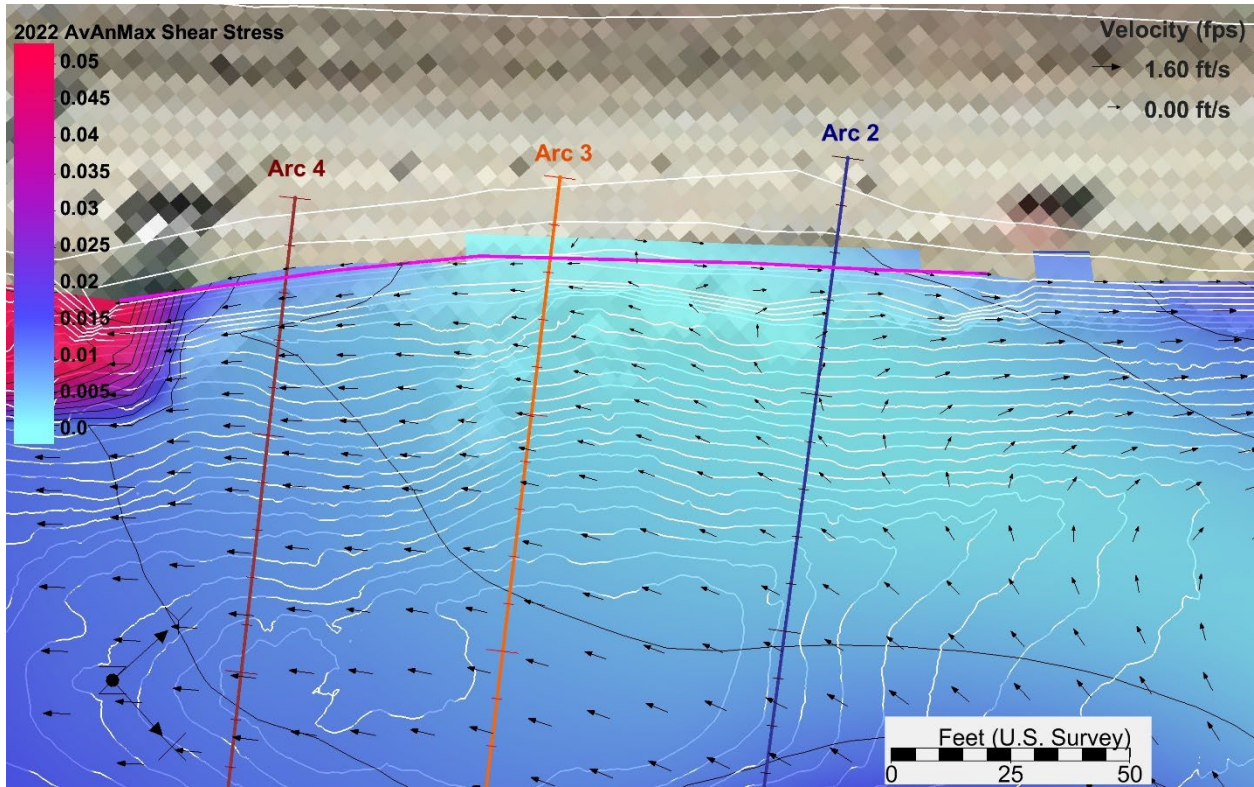 2022 AvAnMax Shear Stress
0.05
0.045
0.04
0.035
0.03
0.025
0.02
0.015
0.01
0.005
0.0
Velocity (fps)
1.60 ft/s
0.00 ft/s
Arc 4
Arc 3
Arc 2
Feet (U.S. Survey)
0 25 50